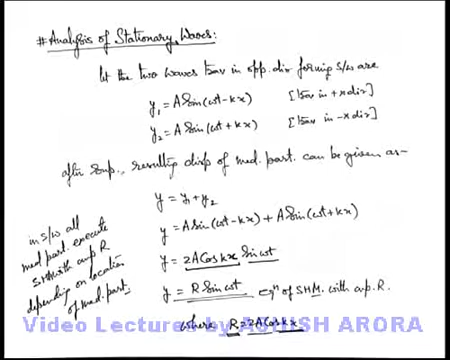 # Analysis of Stationary Waves:
let the two waves trav in opp. dir forming s/w are
y₁ = A sin(ωt − kx) [trav in +x dir]
y₂ = A sin(ωt + kx) [trav in −x dir]
after sup., resulting disp of med. part. can be given as–
y = y₁ + y₂
y = A sin(ωt − kx) + A sin(ωt + kx)
y = 2A cos kx sin ωt
y = R sin ωt eqⁿ of SHM. with amp R.
where R = 2A cos kx
in s/w all
med part. execute
SHM with amp R
depending on location
of med. part.
Video Lectures by ASHISH ARORA